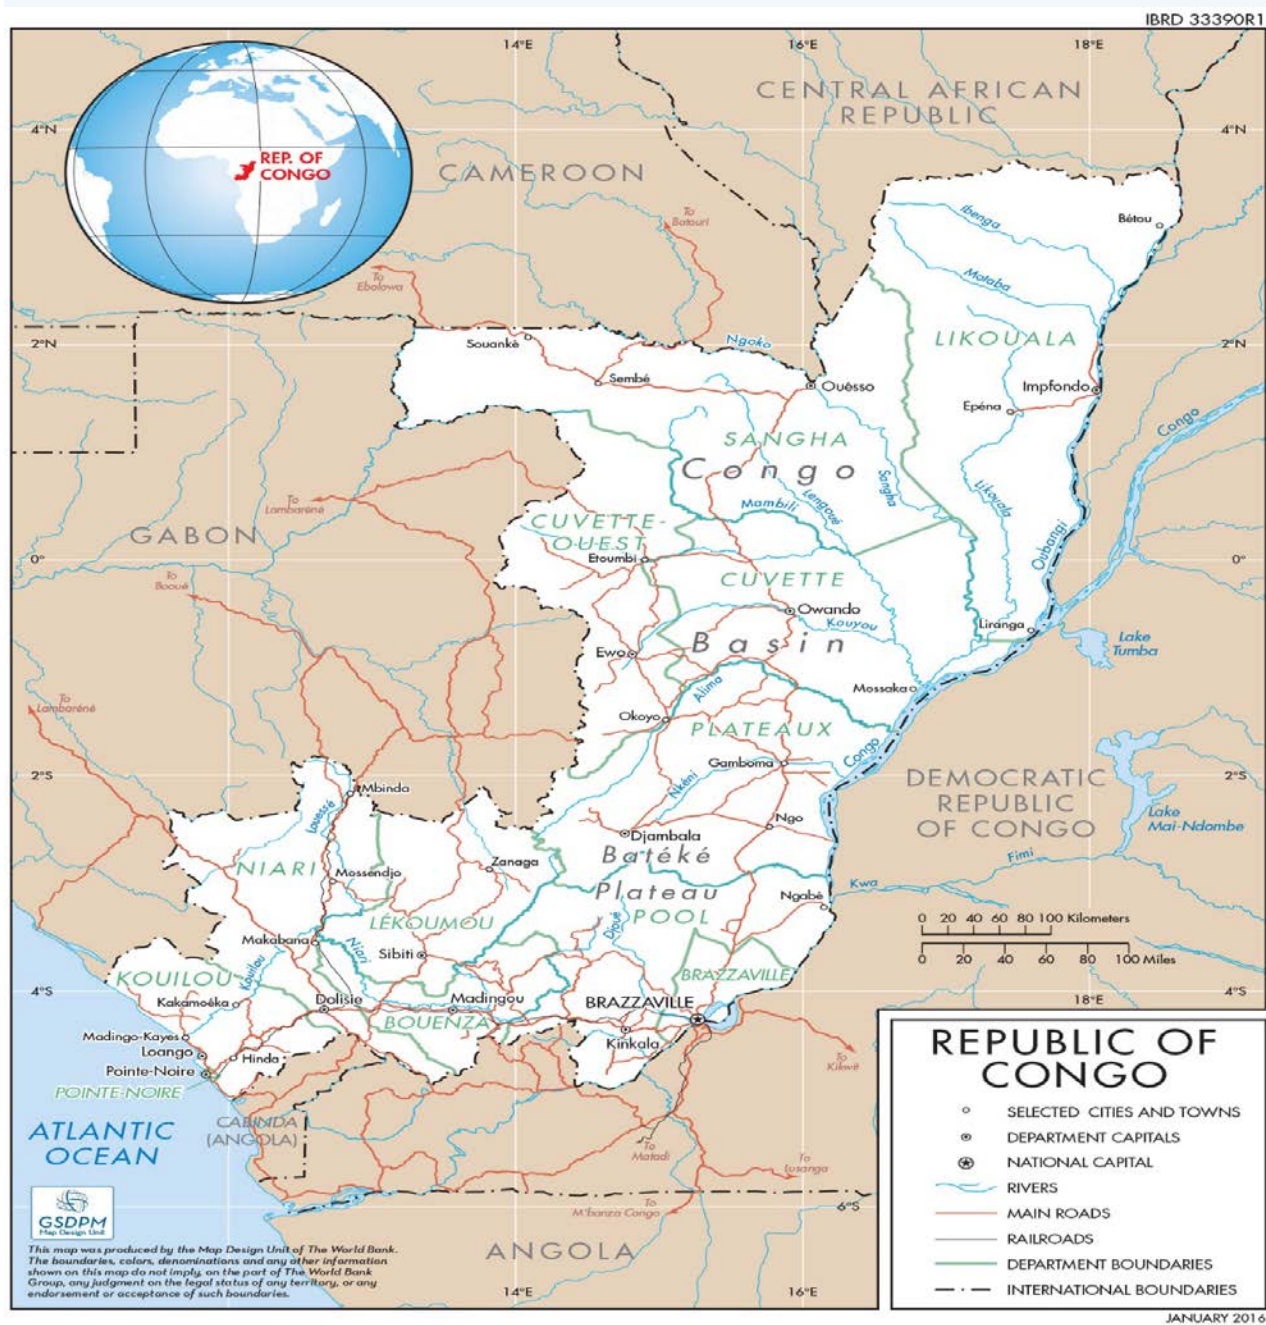 IBRD 33390R1
14°E
16°E
18°E
CENTRAL AFRICAN
REPUBLIC
4°N
4°N
REP. OF
CONGO
CAMEROON
To
Batouri
Ibenga
Bétou
To
Ebolowa
Motaba
2°N
Souanké
Ngoko
LIKOUALA
2°N
Sembé
Ouésso
Impfondo
Epéna
Congo
SANGHA
Congo
Sangha
Likouala
To
Lambaréné
Mambili
Lengoué
GABON
CUVETTE-
OUEST
Oubangi
0°
Etoumbi
0°
To
Booué
CUVETTE
Owando
Kouyou
Liranga
Lake
Tumba
Basin
Ewo
Alima
Mossaka
To
Lambaréné
Okoyo
PLATEAUX
Congo
Gamboma
2°S
Mbinda
Nkéni
DEMOCRATIC
REPUBLIC
OF CONGO
2°S
Louessé
Ngo
Lake
Mai-Ndombe
Djambala
Batéké
Plateau
NIARI
Zanaga
Fimi
Mossendjo
Kwa
Ngabé
LÉKOUMOU
POOL
Djoué
0 20 40 60 80 100 Kilometers
0 20 40 60 80 100 Miles
Makabana
Niari
Sibiti
KOUILOU
Kouilou
BRAZZAVILLE
4°S
4°S
Kakamoéka
Dolisie
Madingou
BRAZZAVILLE
18°E
BOUENZA
Madingo-Kayes
Loango
Hinda
Kinkala
Pointe-Noire
POINTE-NOIRE
To
Kikwit
CABINDA
(ANGOLA)
ATLANTIC
OCEAN
To
Matadi
To
Lusanga
To
M'banza Congo
6°S
ANGOLA
14°E
16°E
REPUBLIC OF
CONGO
SELECTED CITIES AND TOWNS
DEPARTMENT CAPITALS
NATIONAL CAPITAL
RIVERS
MAIN ROADS
RAILROADS
DEPARTMENT BOUNDARIES
INTERNATIONAL BOUNDARIES
GSDPM
Map Design Unit
This map was produced by the Map Design Unit of The World Bank.
The boundaries, colors, denominations and any other information
shown on this map do not imply, on the part of The World Bank
Group, any judgment on the legal status of any territory, or any
endorsement or acceptance of such boundaries.
JANUARY 2016